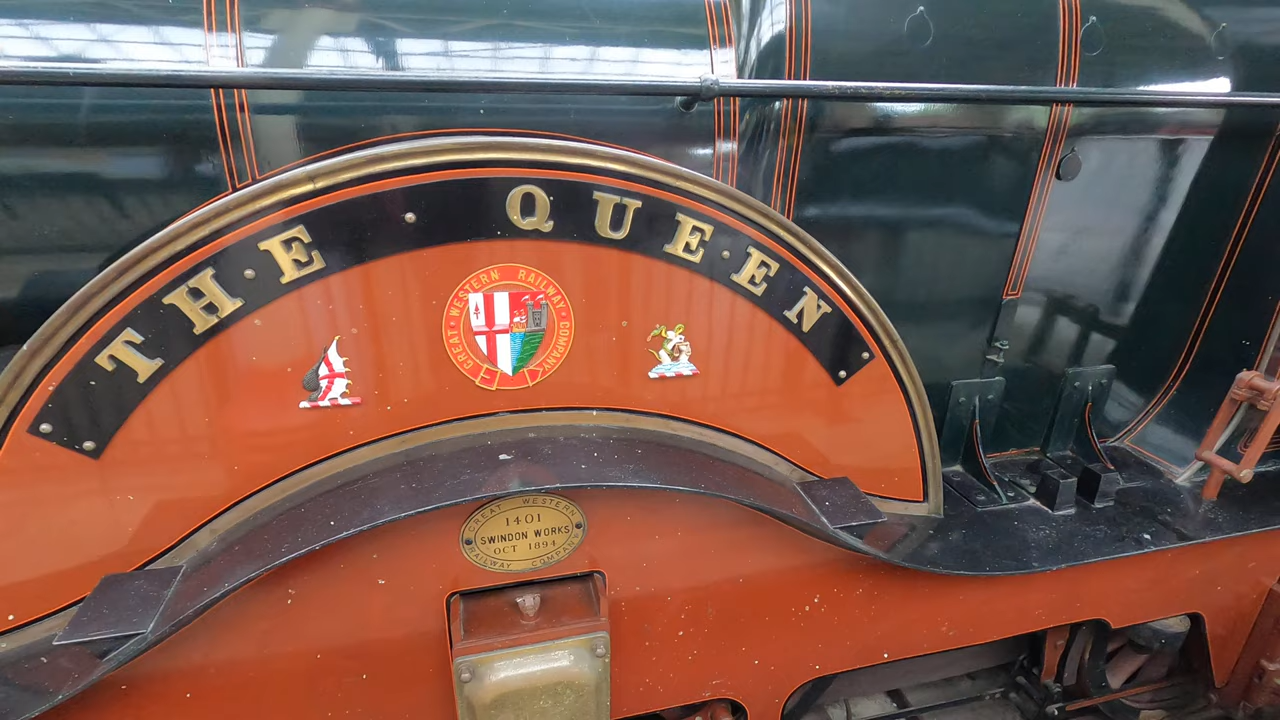 THE QUEEN
GREAT WESTERN RAILWAY COMPANY
GREAT WESTERN
1401
SWINDON WORKS
OCT 1894
RAILWAY COMPANY